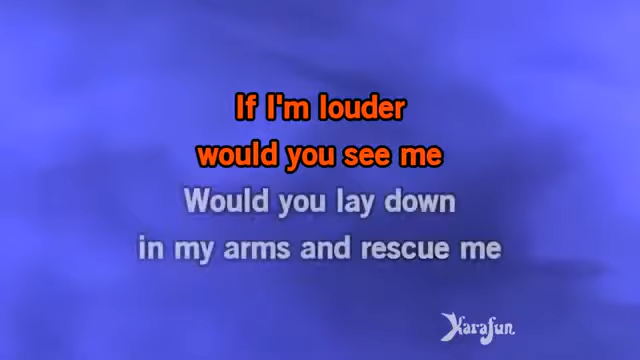 If I'm louder
would you see me
Would you lay down
in my arms and rescue me
Karafun